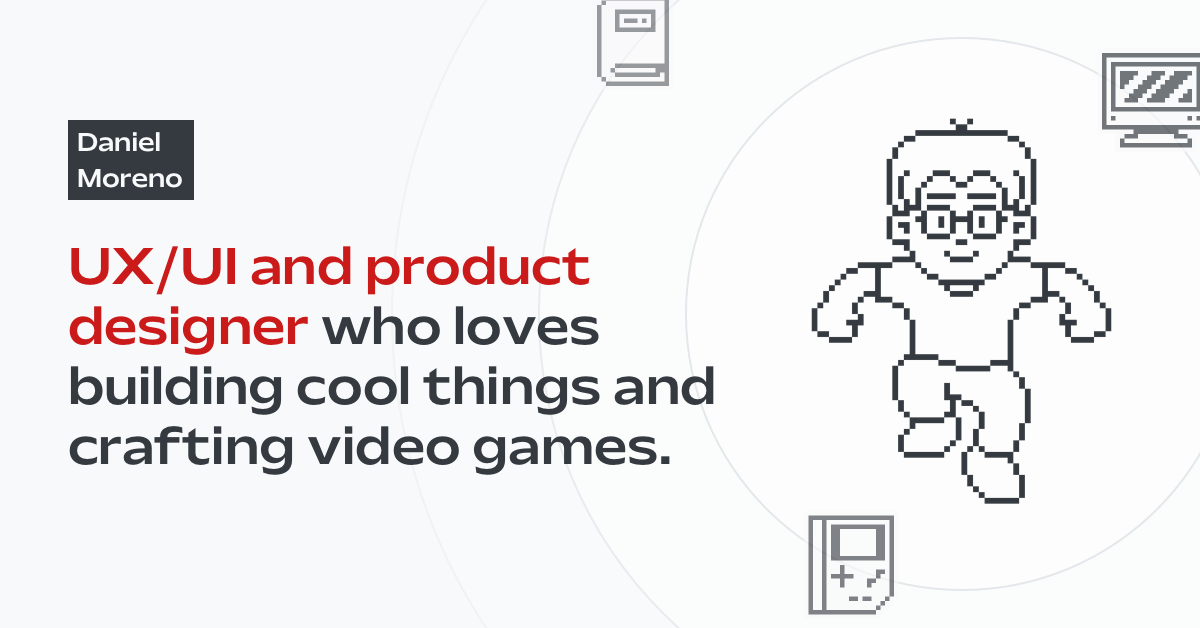 Daniel
Moreno
UX/UI and product
designer who loves
building cool things and
crafting video games.